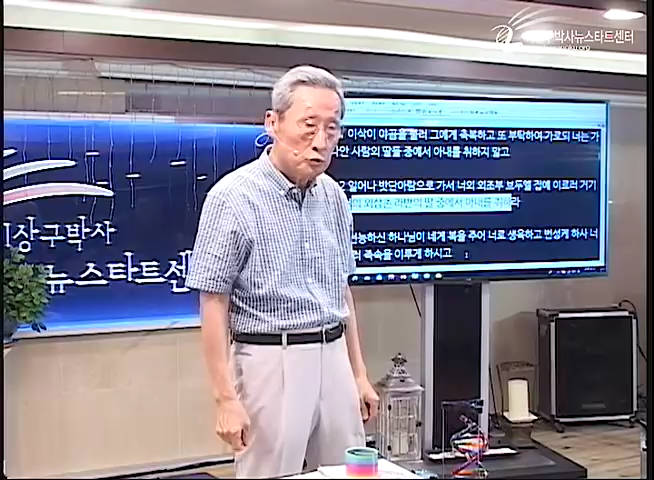 박사뉴스타트센터
이삭이 야곱을 불러 그에게 축복하고 또 부탁하여 가로되 너는 가
사람의 딸들 중에서 아내를 취하지 말고
2 일어나 밧단아람으로 가서 너의 외조부 브두엘 집에 이르러 거기
외삼촌 라반의 딸 중에서 아내를 취하라
하나님이 네게 복을 주어 너로 생육하고 번성케 하사 너
족속을 이루게 하시고
이상구박사
뉴스타트센